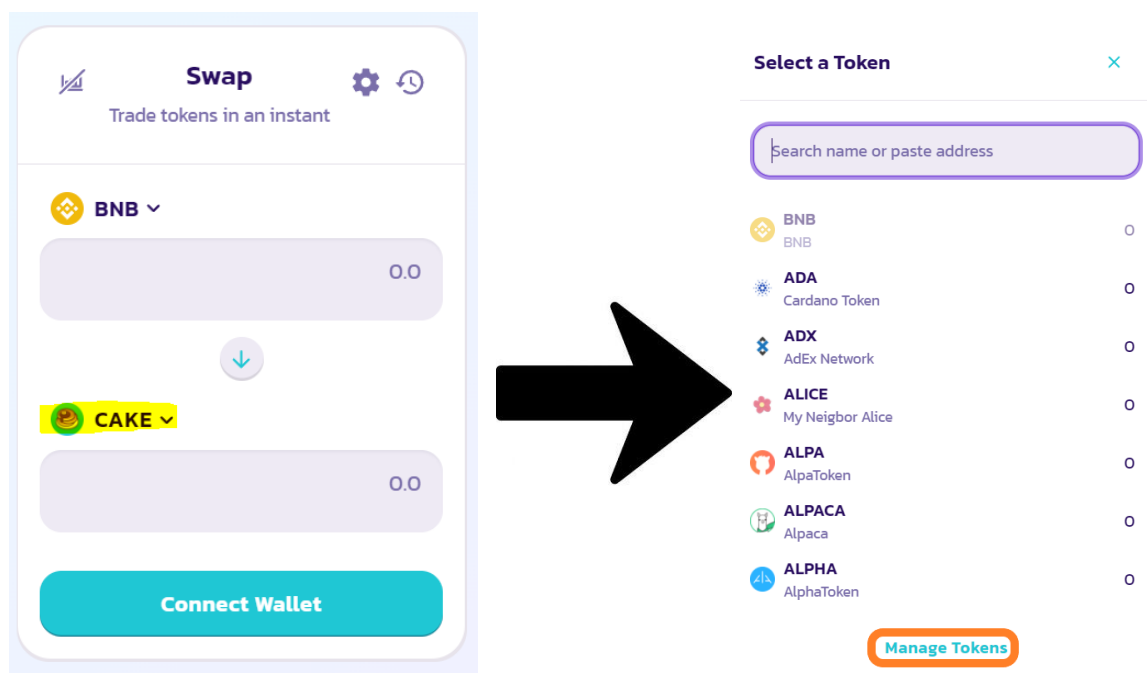 Swap
Trade tokens in an instant
BNB
0.0
CAKE
0.0
Connect Wallet
Select a Token
Search name or paste address
BNB
BNB
0
ADA
Cardano Token
0
ADX
AdEx Network
0
ALICE
My Neigbor Alice
0
ALPA
AlpaToken
0
ALPACA
Alpaca
0
ALPHA
AlphaToken
0
Manage Tokens